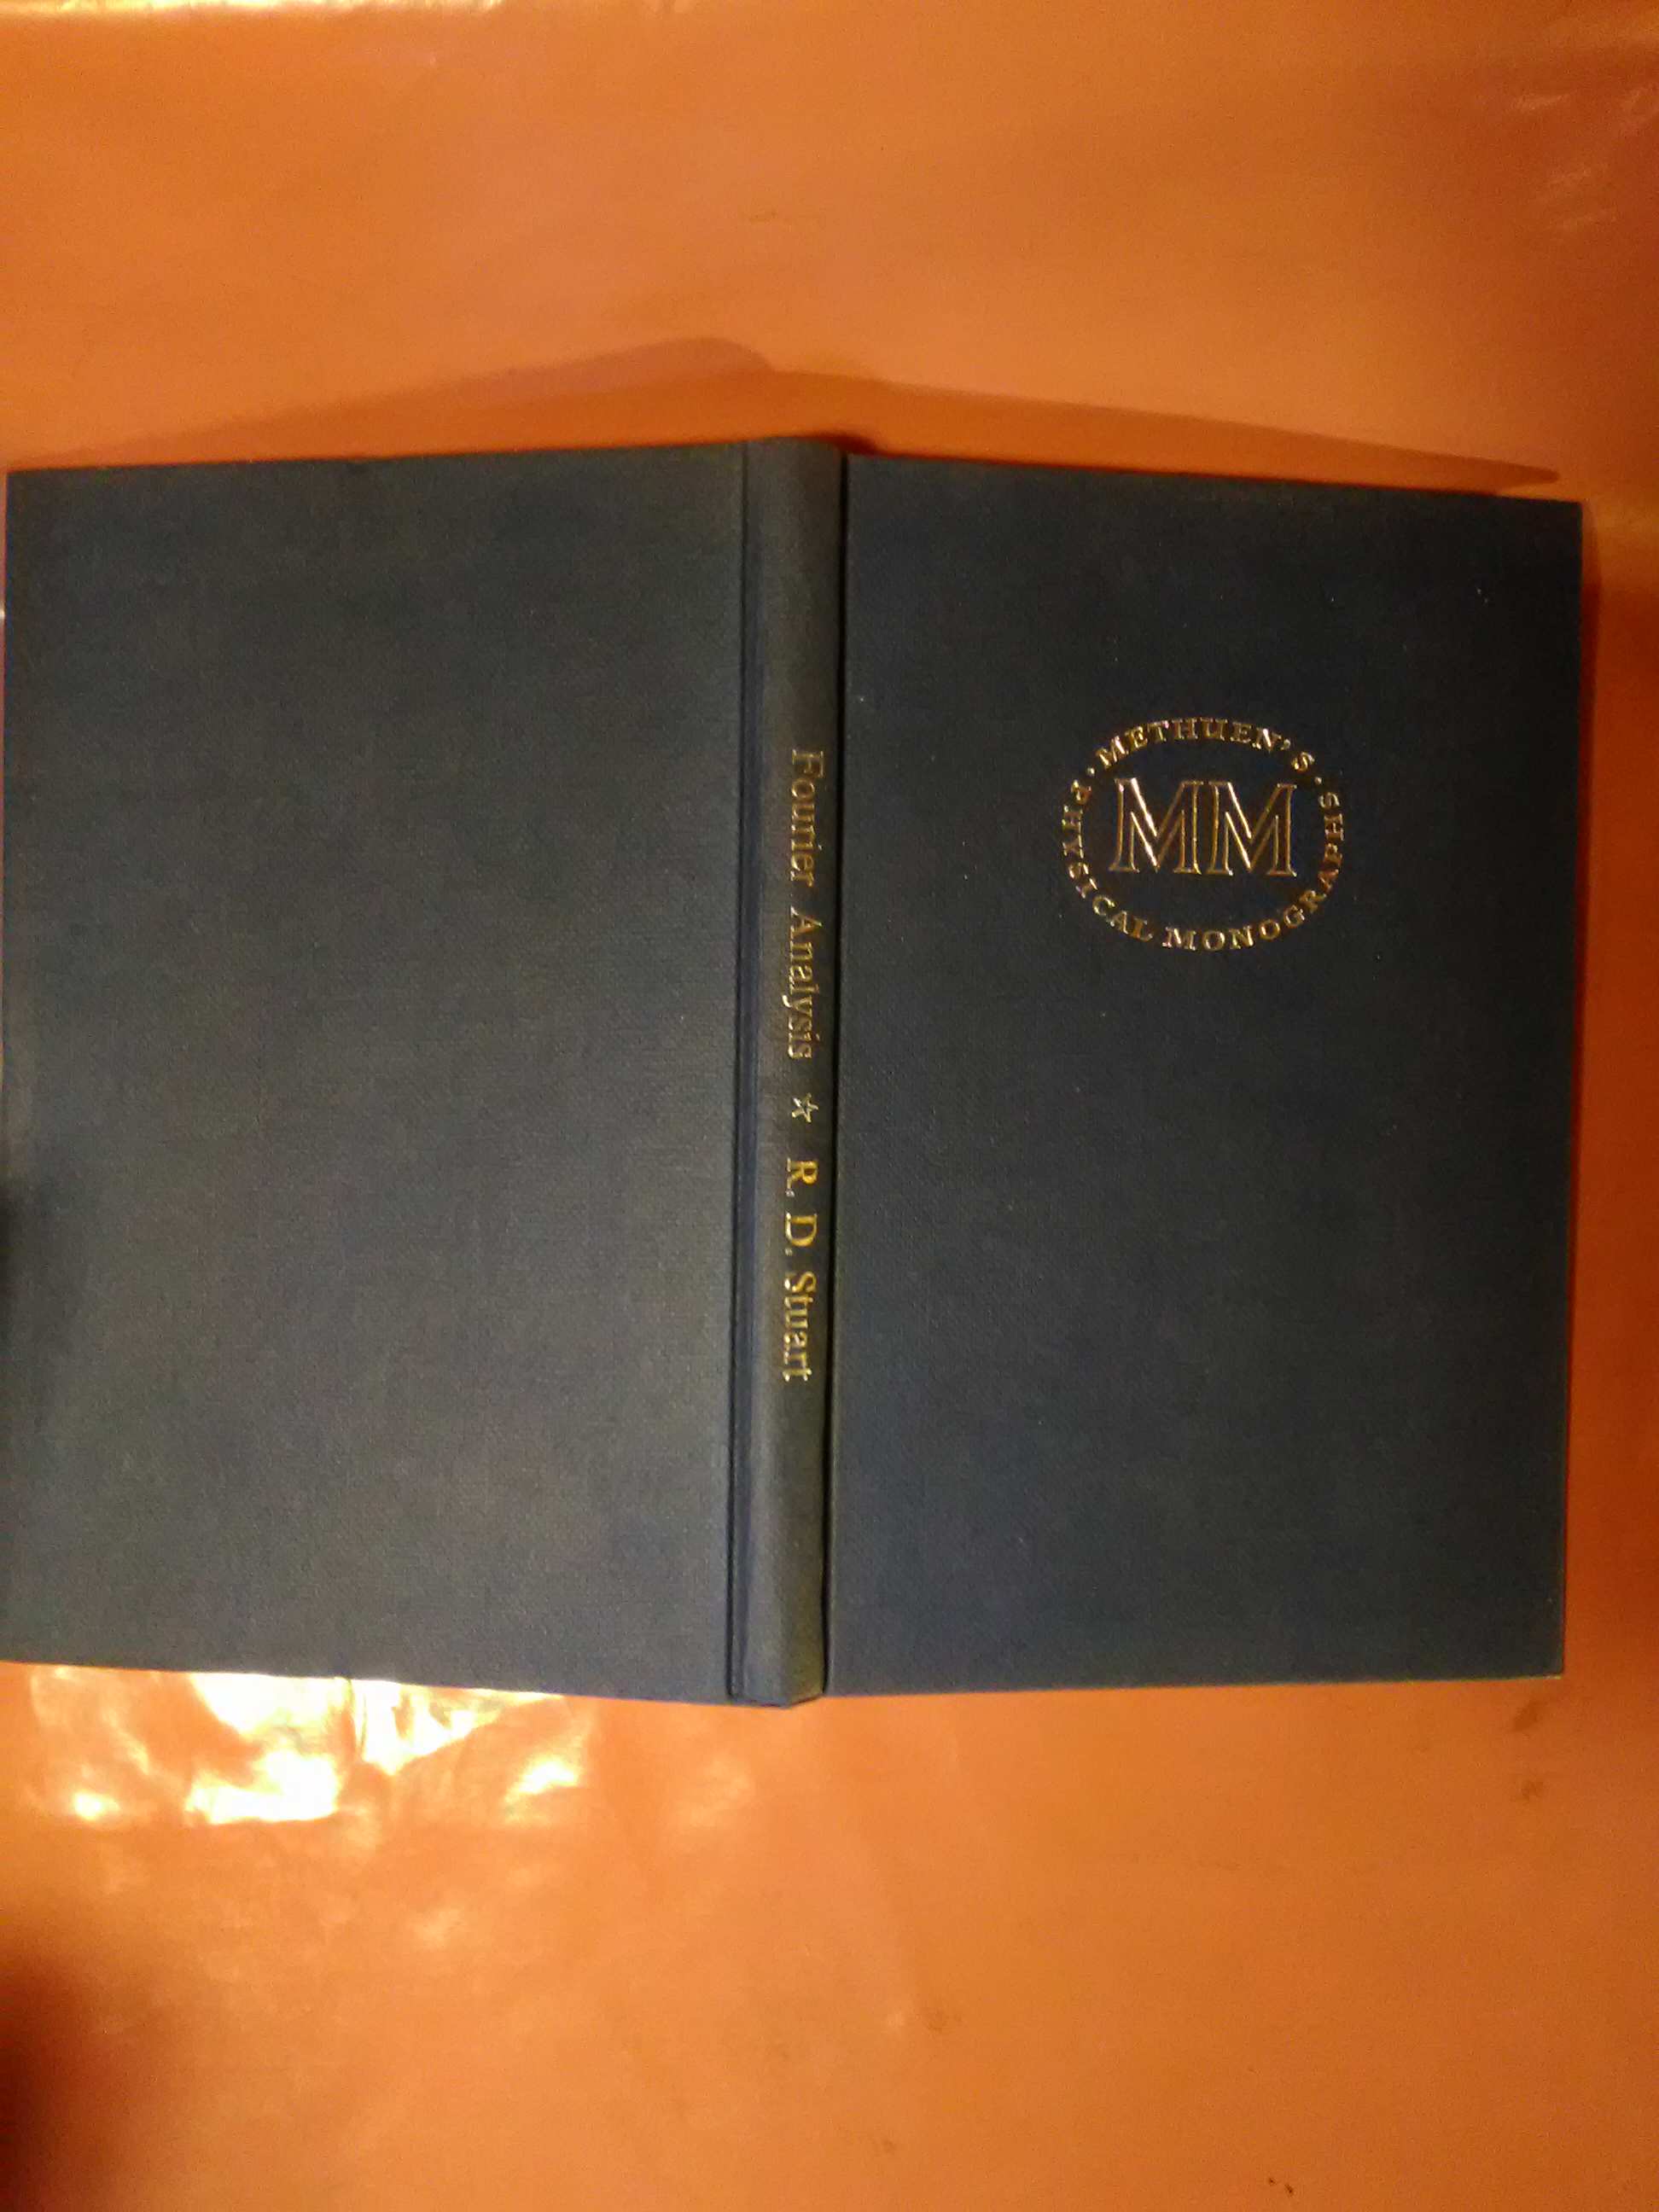 Fourier Analysis ☆ R. D. Stuart
· METHUEN'S ·
MM
PHYSICAL MONOGRAPHS